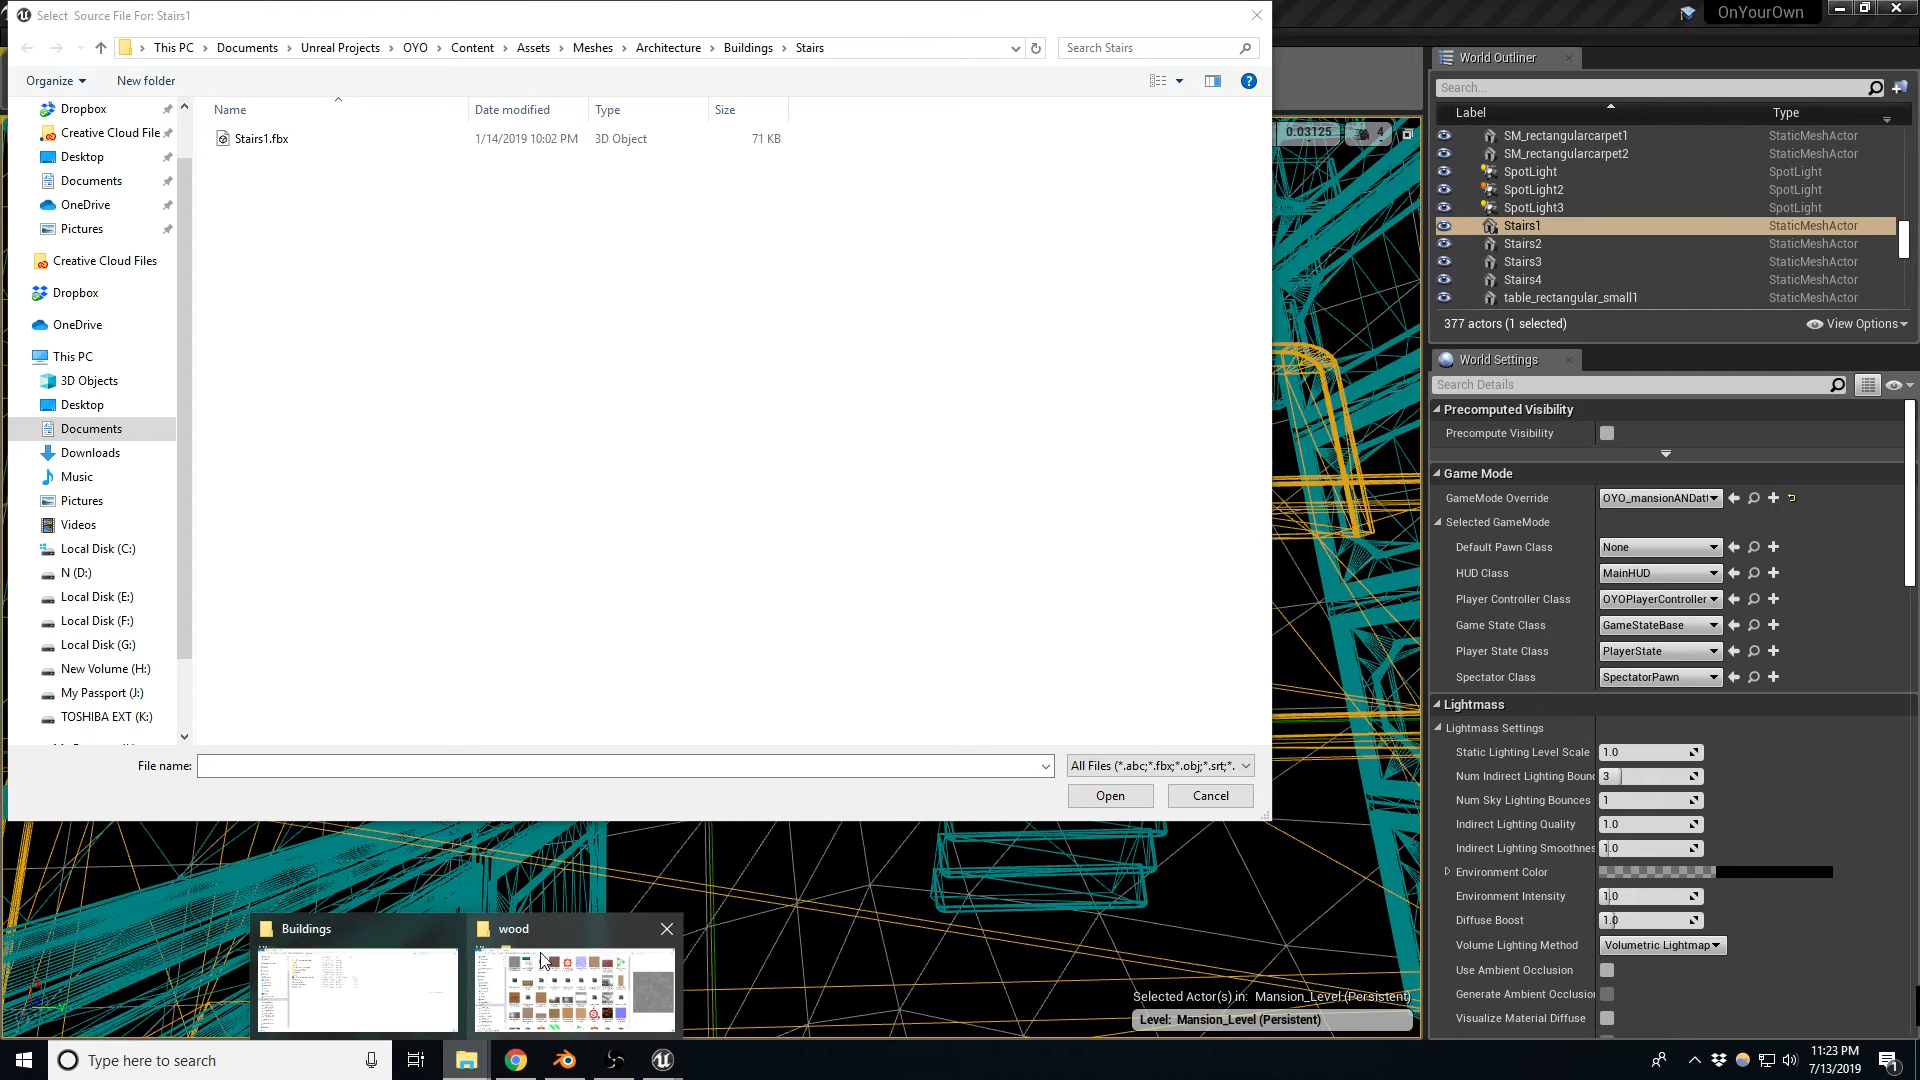 Select Source File For: Stairs1
OnYourOwn
This PC
Documents
Unreal Projects
OYO
Content
Assets
Meshes
Architecture
Buildings
Stairs
Search Stairs
Organize
New folder
Name
Date modified
Type
Size
Stairs1.fbx
1/14/2019 10:02 PM
3D Object
71 KB
Dropbox
Creative Cloud File
Desktop
Documents
OneDrive
Pictures
Creative Cloud Files
Dropbox
OneDrive
This PC
3D Objects
Desktop
Documents
Downloads
Music
Pictures
Videos
Local Disk (C:)
N (D:)
Local Disk (E:)
Local Disk (F:)
Local Disk (G:)
New Volume (H:)
My Passport (J:)
TOSHIBA EXT (K:)
File name:
All Files (*.abc;*.fbx;*.obj;*.srt;*.
Open
Cancel
0.03125
4
World Outliner
Search...
Label
Type
SM_rectangularcarpet1 StaticMeshActor
SM_rectangularcarpet2 StaticMeshActor
SpotLight SpotLight
SpotLight2 SpotLight
SpotLight3 SpotLight
Stairs1 StaticMeshActor
Stairs2 StaticMeshActor
Stairs3 StaticMeshActor
Stairs4 StaticMeshActor
table_rectangular_small1 StaticMeshActor
377 actors (1 selected)
View Options
World Settings
Search Details
Precomputed Visibility
Precompute Visibility
Game Mode
GameMode Override OYO_mansionANDatt
Selected GameMode
Default Pawn Class None
HUD Class MainHUD
Player Controller Class OYOPlayerController
Game State Class GameStateBase
Player State Class PlayerState
Spectator Class SpectatorPawn
Lightmass
Lightmass Settings
Static Lighting Level Scale 1.0
Num Indirect Lighting Bounc 3
Num Sky Lighting Bounces 1
Indirect Lighting Quality 1.0
Indirect Lighting Smoothnes 1.0
Environment Color
Environment Intensity 1.0
Diffuse Boost 1.0
Volume Lighting Method Volumetric Lightmap
Use Ambient Occlusion
Generate Ambient Occlusion
Visualize Material Diffuse
Buildings
wood
Selected Actor(s) in: Mansion_Level (Persistent)
Level: Mansion_Level (Persistent)
Type here to search
11:23 PM
7/13/2019
1